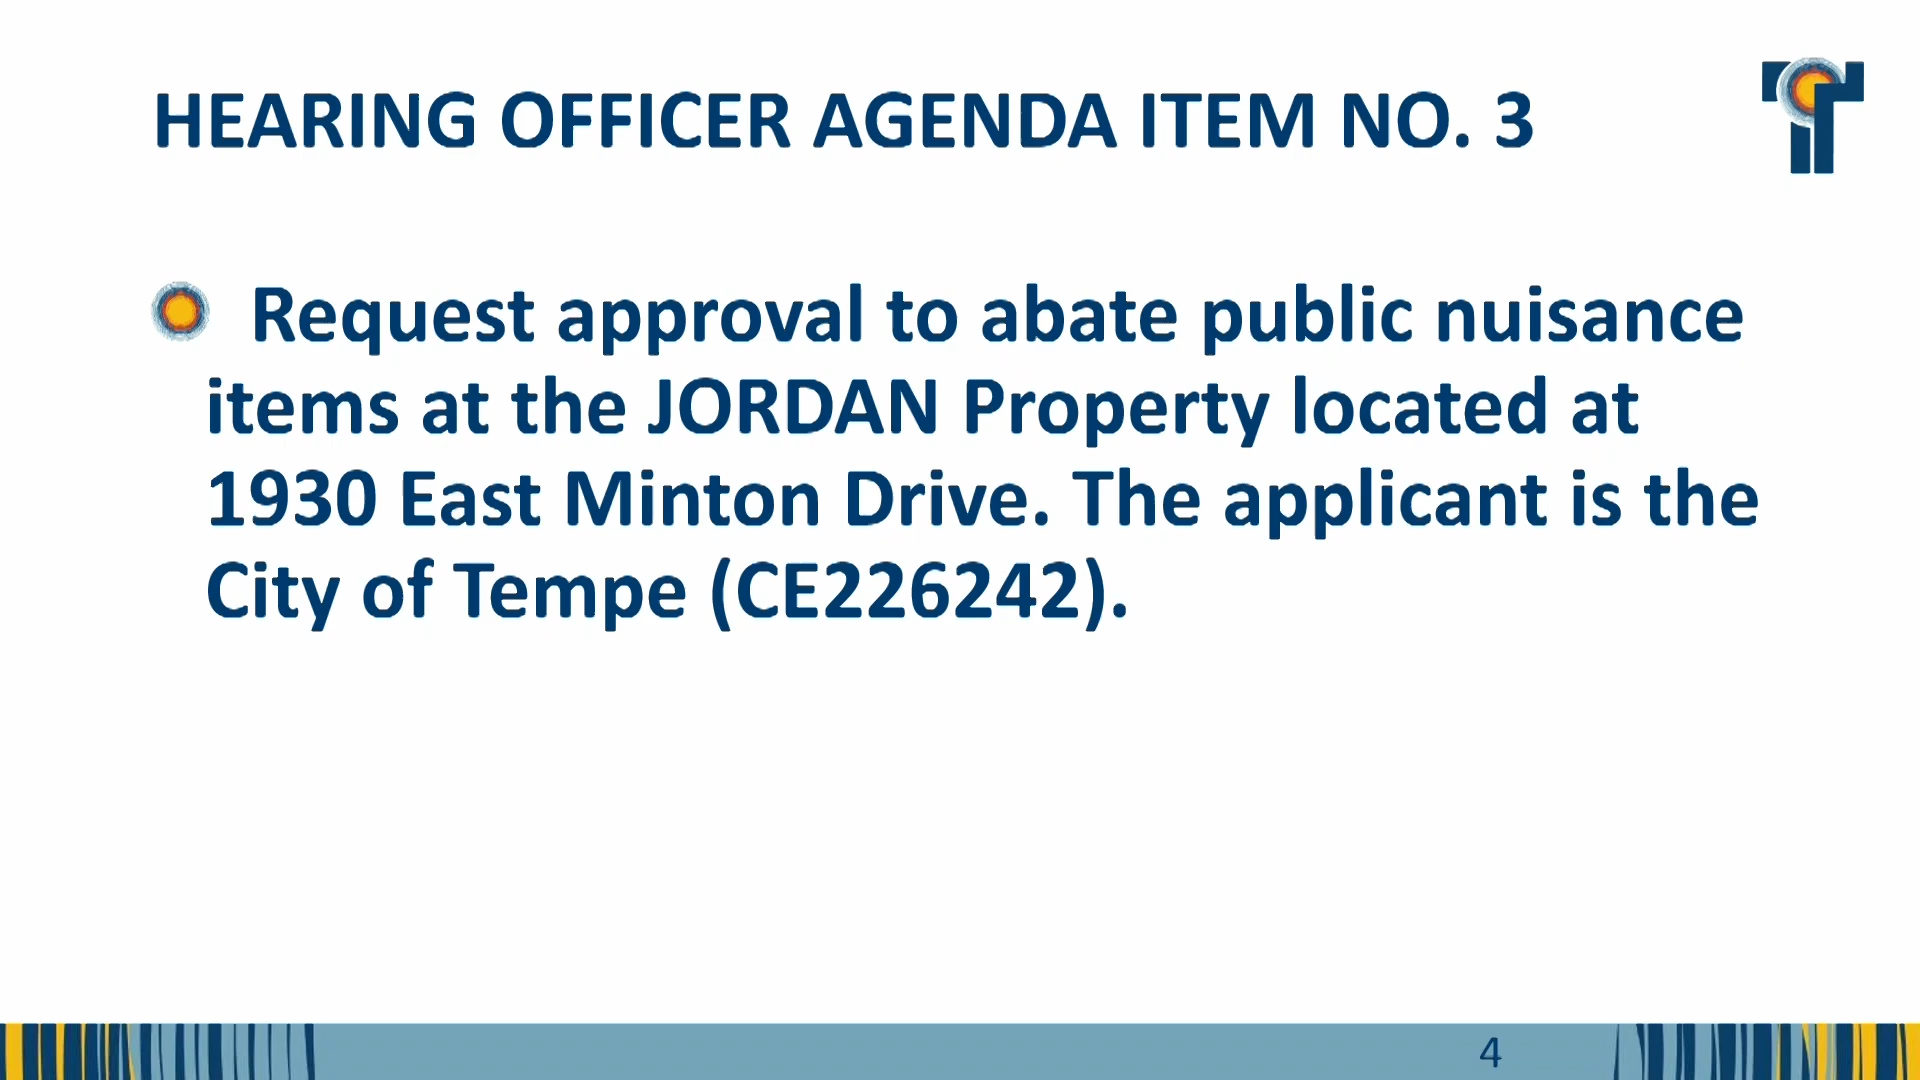 HEARING OFFICER AGENDA ITEM NO. 3
Request approval to abate public nuisance
items at the JORDAN Property located at
1930 East Minton Drive. The applicant is the
City of Tempe (CE226242).
4